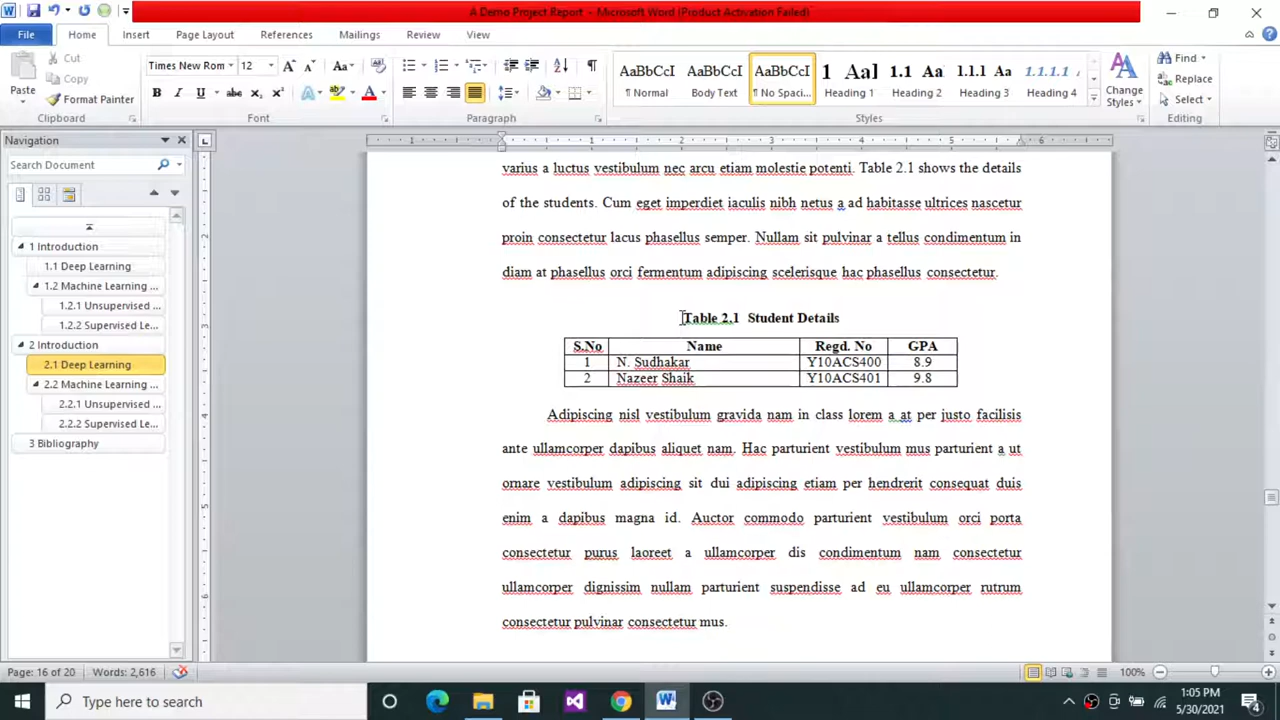 A Demo Project Report - Microsoft Word (Product Activation Failed)
File Home Insert Page Layout References Mailings Review View
Paste
Cut
Copy
Format Painter
Clipboard
Times New Rom 12
Font
Paragraph
AaBbCcI AaBbCcI AaBbCcI 1 Aa] 1.1 Aa 1.1.1 Aa 1.1.1.1
¶ Normal Body Text ¶ No Spaci... Heading 1 Heading 2 Heading 3 Heading 4
Styles
Change
Styles
Find
Replace
Select
Editing
Navigation
Search Document
1 Introduction
1.1 Deep Learning
1.2 Machine Learning ...
1.2.1 Unsupervised ...
1.2.2 Supervised Le...
2 Introduction
2.1 Deep Learning
2.2 Machine Learning ...
2.2.1 Unsupervised ...
2.2.2 Supervised Le...
3 Bibliography
varius a luctus vestibulum nec arcu etiam molestie potenti. Table 2.1 shows the details
of the students. Cum eget imperdiet iaculis nibh netus a ad habitasse ultrices nascetur
proin consectetur lacus phasellus semper. Nullam sit pulvinar a tellus condimentum in
diam at phasellus orci fermentum adipiscing scelerisque hac phasellus consectetur.
Table 2.1 Student Details
S.No Name Regd. No GPA
1 N. Sudhakar Y10ACS400 8.9
2 Nazeer Shaik Y10ACS401 9.8
Adipiscing nisl vestibulum gravida nam in class lorem a at per justo facilisis
ante ullamcorper dapibus aliquet nam. Hac parturient vestibulum mus parturient a ut
ornare vestibulum adipiscing sit dui adipiscing etiam per hendrerit consequat duis
enim a dapibus magna id. Auctor commodo parturient vestibulum orci porta
consectetur purus laoreet a ullamcorper dis condimentum nam consectetur
ullamcorper dignissim nullam parturient suspendisse ad eu ullamcorper rutrum
consectetur pulvinar consectetur mus.
Page: 16 of 20 Words: 2,616 100%
Type here to search
1:05 PM
5/30/2021
4